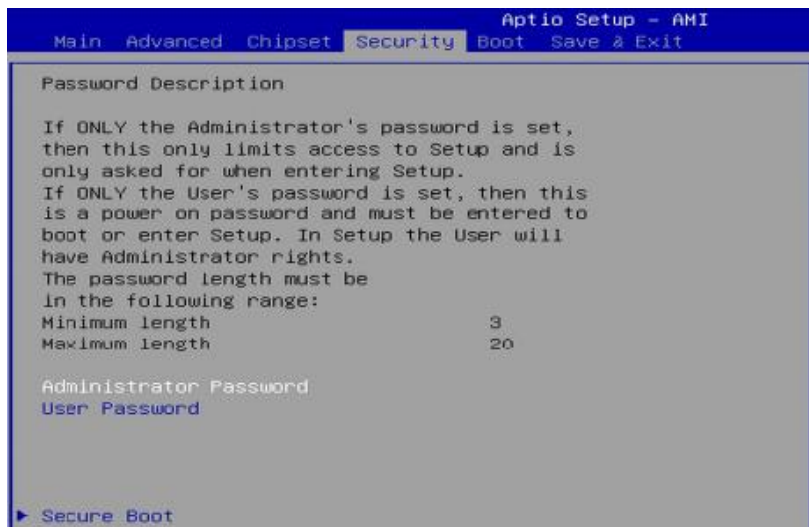 Aptio Setup – AMI
Main Advanced Chipset Security Boot Save & Exit
Password Description
If ONLY the Administrator's password is set,
then this only limits access to Setup and is
only asked for when entering Setup.
If ONLY the User's password is set, then this
is a power on password and must be entered to
boot or enter Setup. In Setup the User will
have Administrator rights.
The password length must be
in the following range:
Minimum length 3
Maximum length 20
Administrator Password
User Password
Secure Boot